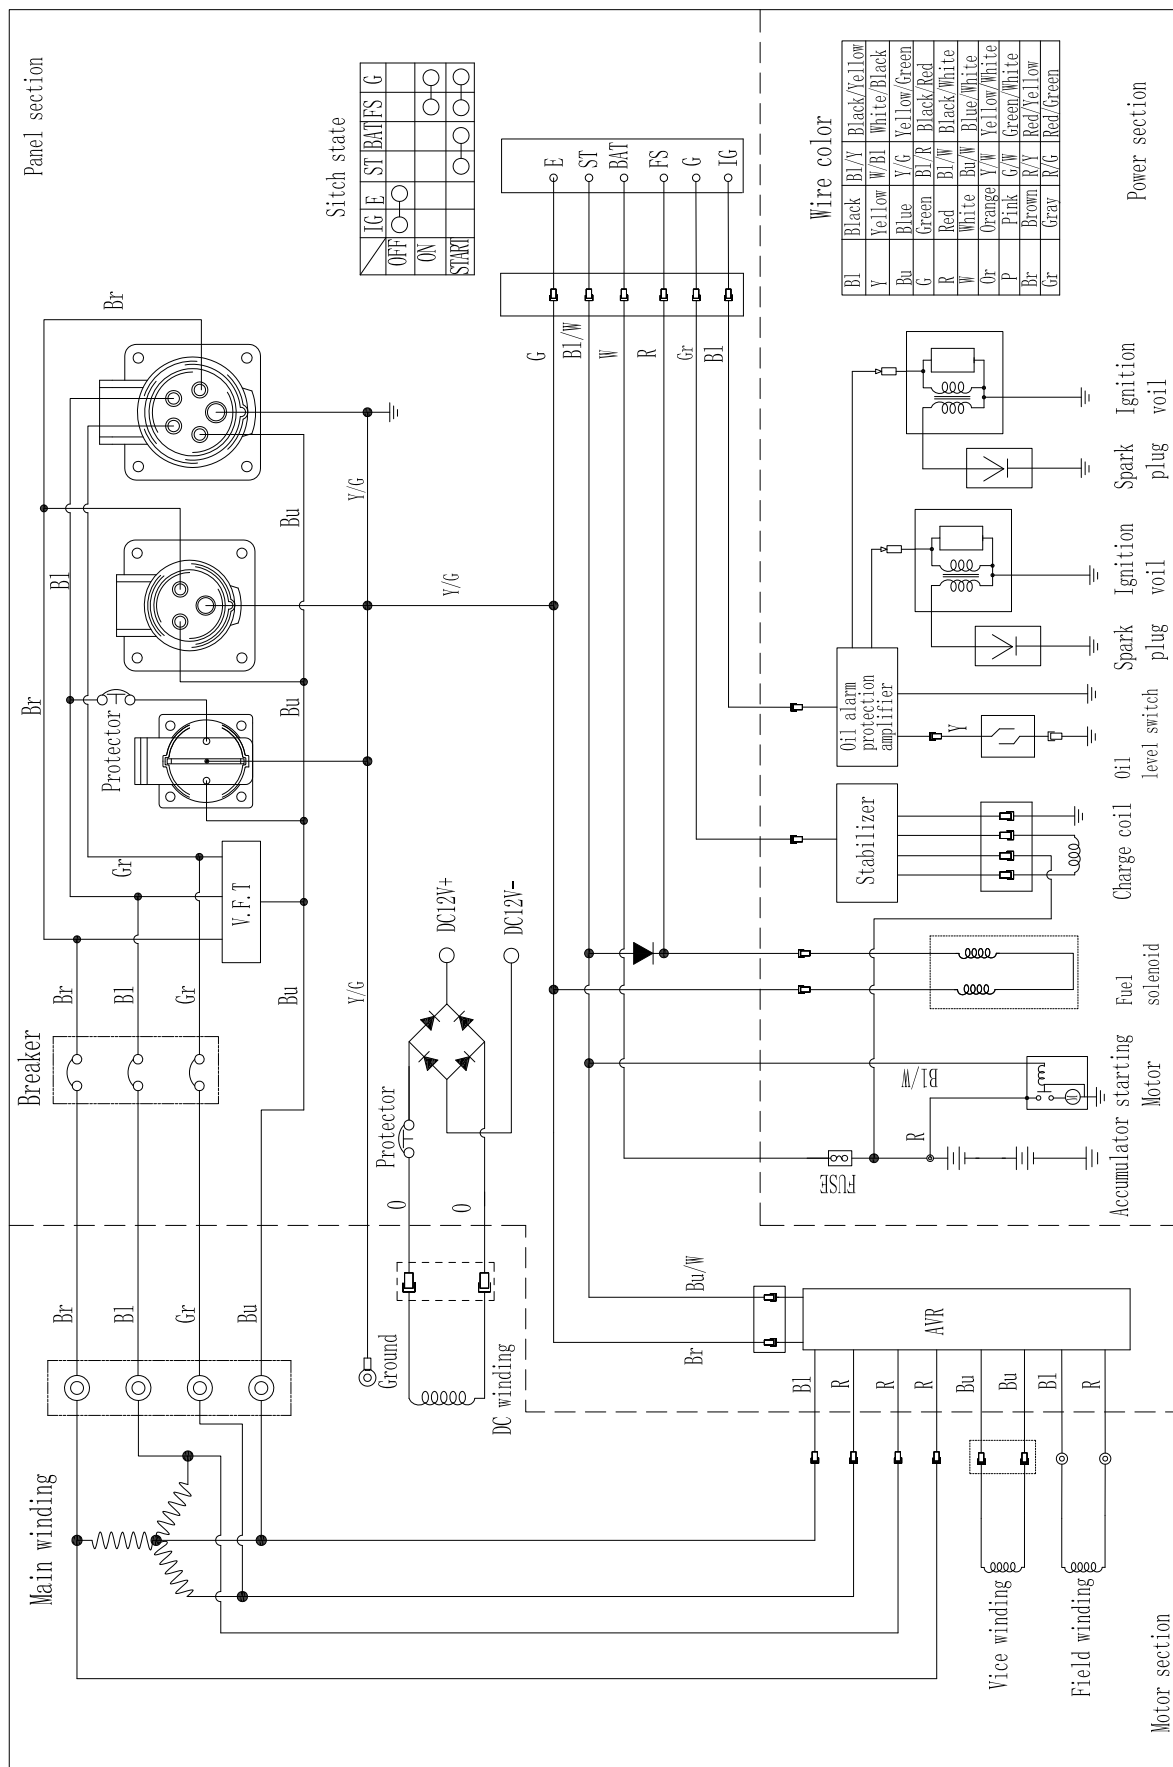 Main winding
Br
Bl
Gr
Bu
Breaker
Br
Bl
Gr
Bu
Br
Bl
Gr
V.F.T
Protector
Bu
Bu
Br
Panel section
Ground
Y/G
Y/G
Y/G
DC winding
O
O
Protector
DC12V+
DC12V-
Sitch state
IG E ST BAT FS G
OFF
ON
START
G
Bl/W
W
R
Gr
Bl
E
ST
BAT
FS
G
IG
Br
Bu/W
AVR
Bl
R
R
R
Bu
Bu
Bl
R
Vice winding
Field winding
Motor section
FUSE
R
Bl/W
Accumulator starting
Motor
Fuel
solenoid
Stabilizer
Charge coil
Oil alarm
protection
amplifier
Y
Oil
level switch
Spark
plug
Ignition
voil
Spark
plug
Ignition
voil
Wire color
Bl Black Bl/Y Black/Yellow
Y Yellow W/Bl White/Black
Bu Blue Y/G Yellow/Green
G Green Bl/R Black/Red
R Red Bl/W Black/White
W White Bu/W Blue/White
Or Orange Y/W Yellow/White
P Pink G/W Green/White
Br Brown R/Y Red/Yellow
Gr Gray R/G Red/Green
Power section